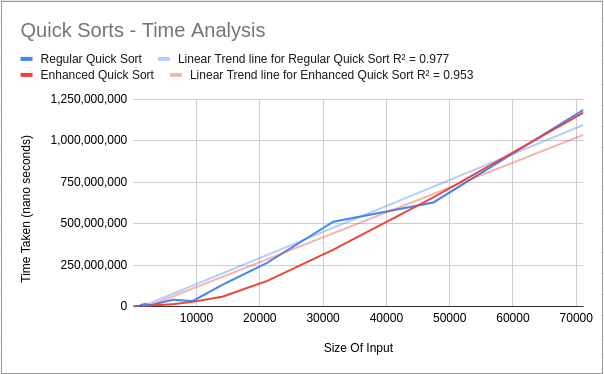 Quick Sorts - Time Analysis
Regular Quick Sort    Linear Trend line for Regular Quick Sort R² = 0.977
Enhanced Quick Sort    Linear Trend line for Enhanced Quick Sort R² = 0.953
1,250,000,000
1,000,000,000
750,000,000
500,000,000
250,000,000
0
Time Taken (nano seconds)
10000 20000 30000 40000 50000 60000 70000
Size Of Input